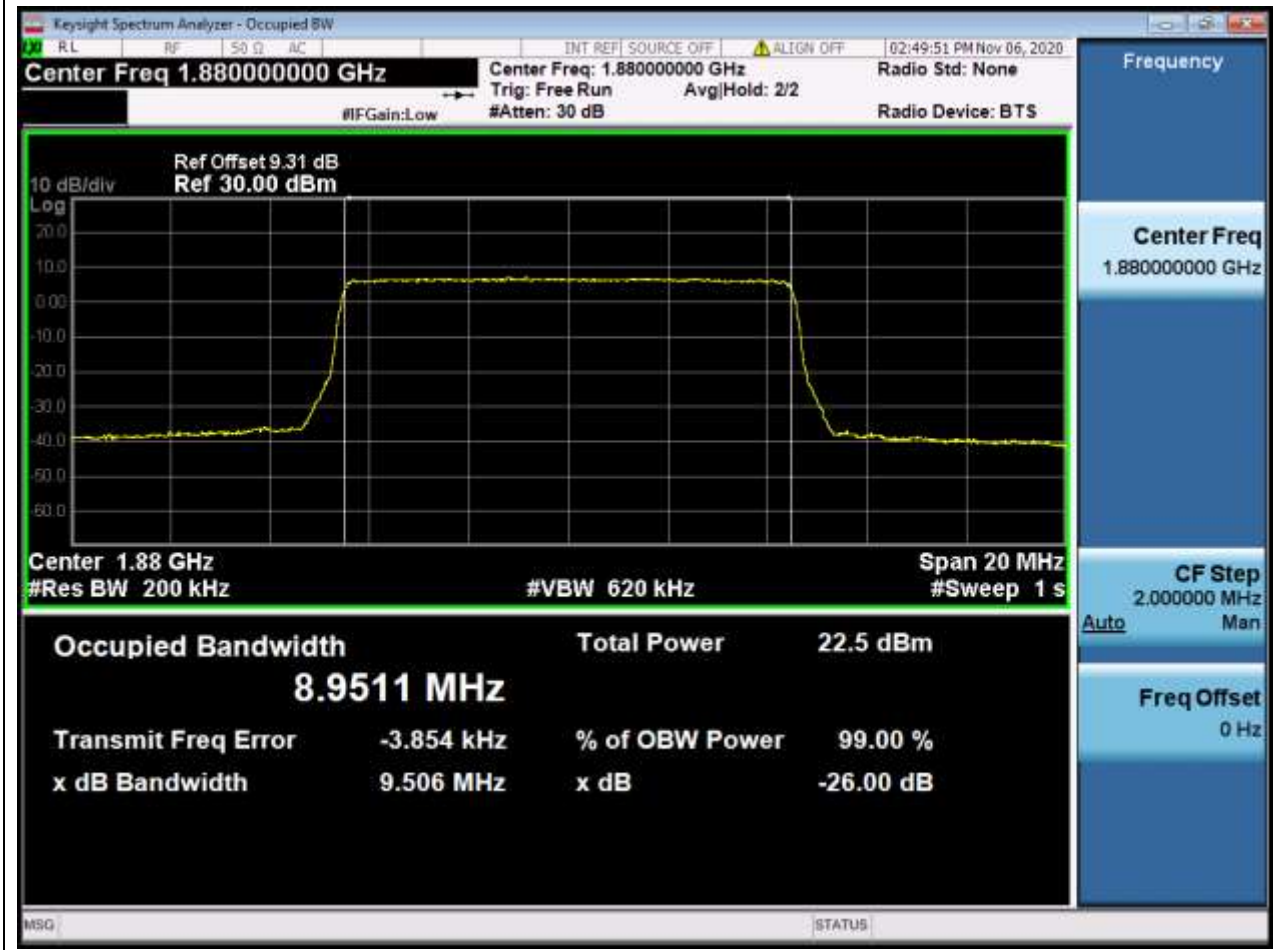 Keysight Spectrum Analyzer - Occupied BW
LXI RL RF 50 Ω AC INT REF SOURCE OFF ALIGN OFF 02:49:51 PM Nov 06, 2020
Center Freq 1.880000000 GHz Center Freq: 1.880000000 GHz Radio Std: None
Trig: Free Run Avg|Hold: 2/2
#IFGain:Low #Atten: 30 dB Radio Device: BTS
Ref Offset 9.31 dB
10 dB/div Ref 30.00 dBm
Log
20.0
10.0
0.00
-10.0
-20.0
-30.0
-40.0
-50.0
-60.0
Center 1.88 GHz Span 20 MHz
#Res BW 200 kHz #VBW 620 kHz #Sweep 1 s
Occupied Bandwidth Total Power 22.5 dBm
8.9511 MHz
Transmit Freq Error -3.854 kHz % of OBW Power 99.00 %
x dB Bandwidth 9.506 MHz x dB -26.00 dB
MSG STATUS
Frequency
Center Freq
1.880000000 GHz
CF Step
2.000000 MHz
Auto Man
Freq Offset
0 Hz